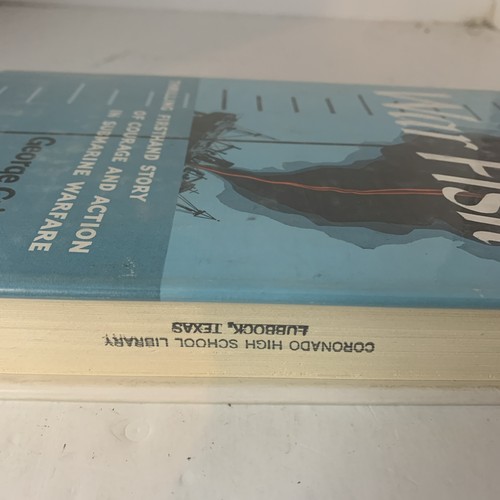 War Fish
THRILLING FIRSTHAND STORY
OF COURAGE AND ACTION
IN SUBMARINE WARFARE
George
CORONADO HIGH SCHOOL LIBRARY
LUBBOCK, TEXAS